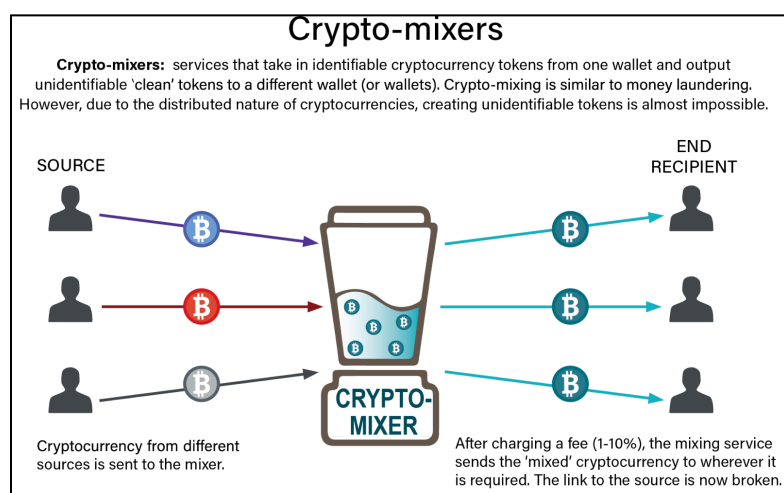 Crypto-mixers
Crypto-mixers: services that take in identifiable cryptocurrency tokens from one wallet and output
unidentifiable ‘clean’ tokens to a different wallet (or wallets). Crypto-mixing is similar to money laundering.
However, due to the distributed nature of cryptocurrencies, creating unidentifiable tokens is almost impossible.
SOURCE
END
RECIPIENT
CRYPTO-
MIXER
Cryptocurrency from different
sources is sent to the mixer.
After charging a fee (1-10%), the mixing service
sends the ‘mixed’ cryptocurrency to wherever it
is required. The link to the source is now broken.